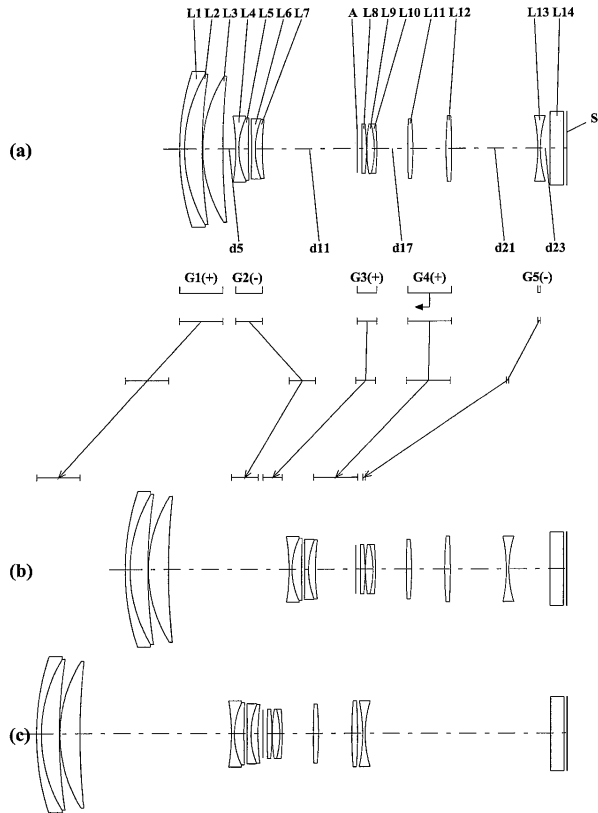 L1 L2 L3 L4 L5 L6 L7 A L8 L9 L10 L11 L12 L13 L14
S
(a)
d5 d11 d17 d21 d23
G1(+) G2(-) G3(+) G4(+) G5(-)
(b)
(c)